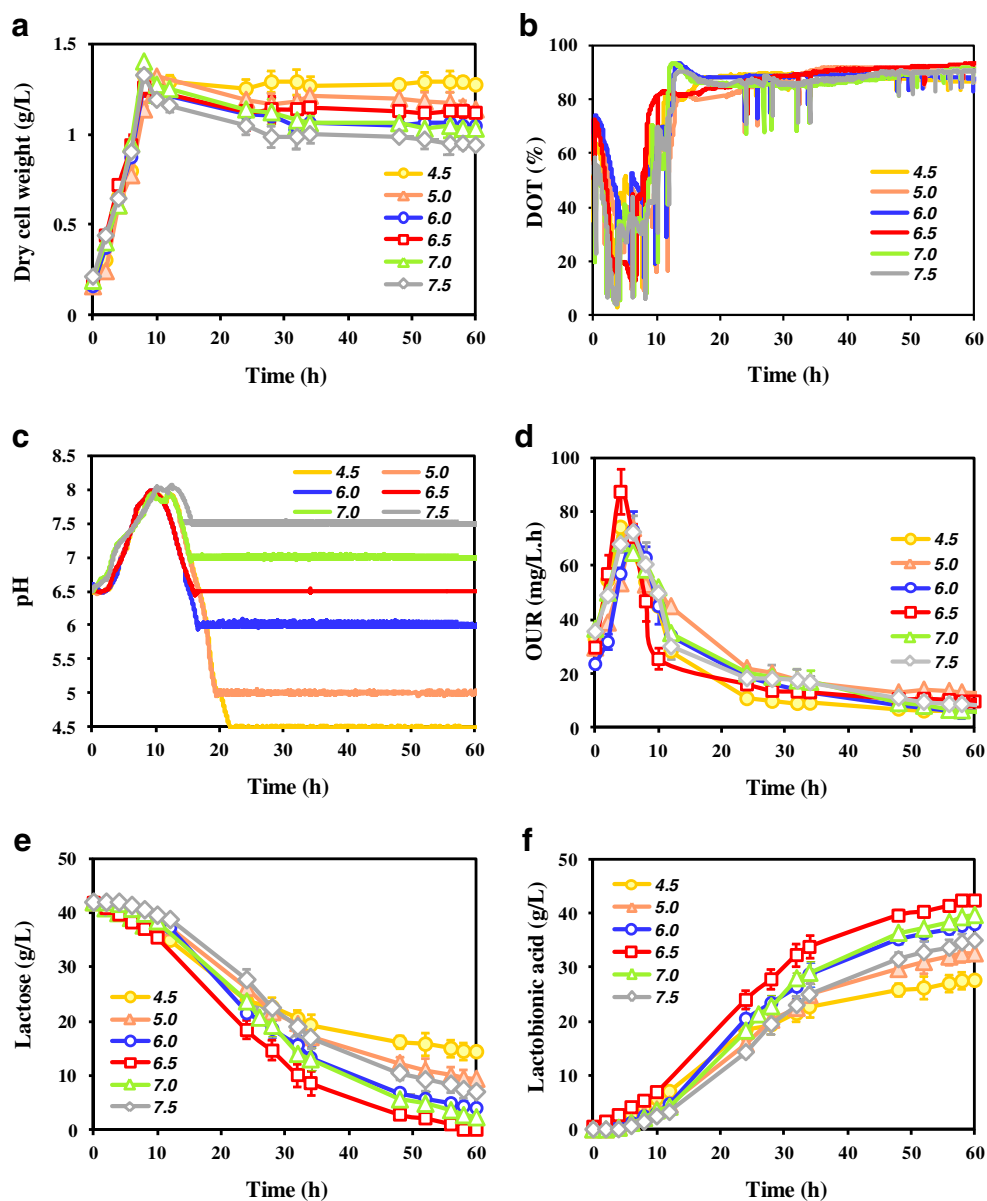 a
Dry cell weight (g/L)
1.5
1
0.5
0
0 10 20 30 40 50 60
Time (h)
4.5
5.0
6.0
6.5
7.0
7.5
b
DOT (%)
100
80
60
40
20
0
0 10 20 30 40 50 60
Time (h)
4.5
5.0
6.0
6.5
7.0
7.5
c
pH
8.5
8
7.5
7
6.5
6
5.5
5
4.5
0 10 20 30 40 50 60
Time (h)
4.5 5.0
6.0 6.5
7.0 7.5
d
OUR (mg/L.h)
100
80
60
40
20
0
0 10 20 30 40 50 60
Time (h)
4.5
5.0
6.0
6.5
7.0
7.5
e
Lactose (g/L)
50
40
30
20
10
0
0 10 20 30 40 50 60
Time (h)
4.5
5.0
6.0
6.5
7.0
7.5
f
Lactobionic acid (g/L)
50
40
30
20
10
0
0 10 20 30 40 50 60
Time (h)
4.5
5.0
6.0
6.5
7.0
7.5